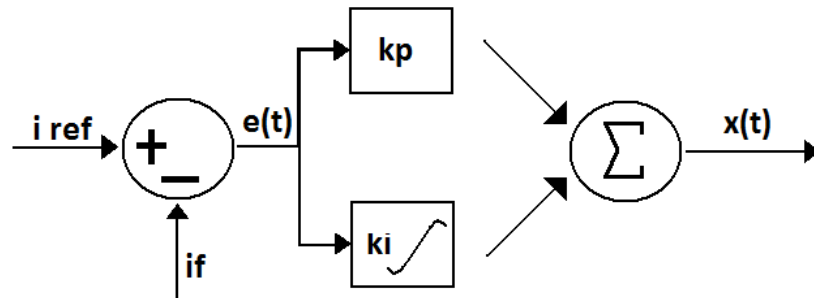 kp
i ref
+
−
e(t)
Σ
x(t)
ki ∫
if